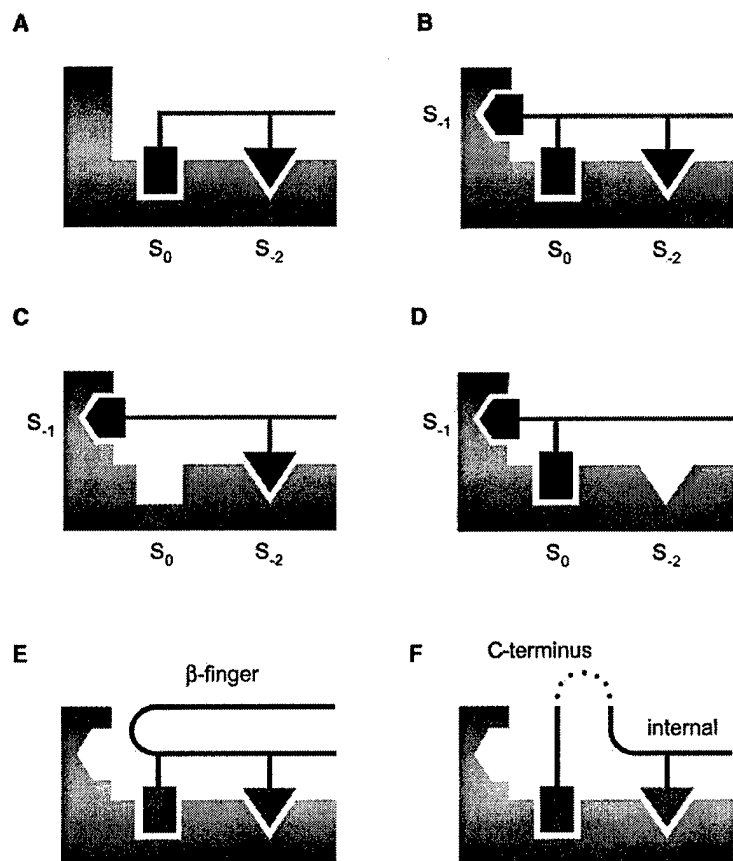 A
B
S-1
S0 S-2
S0 S-2
C
D
S-1
S-1
S0 S-2
S0 S-2
E
β-finger
F
C-terminus
internal